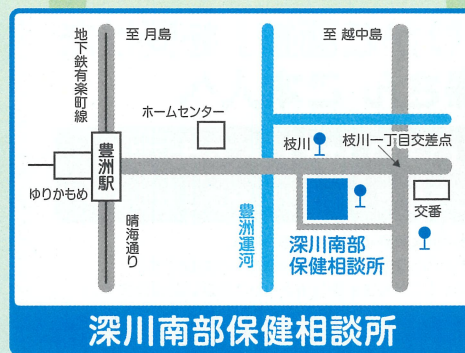 至 月島
至 越中島
地下鉄有楽町線
ホームセンター
枝川
枝川一丁目交差点
豊洲駅
ゆりかもめ
交番
晴海通り
豊洲運河
深川南部
保健相談所
深川南部保健相談所